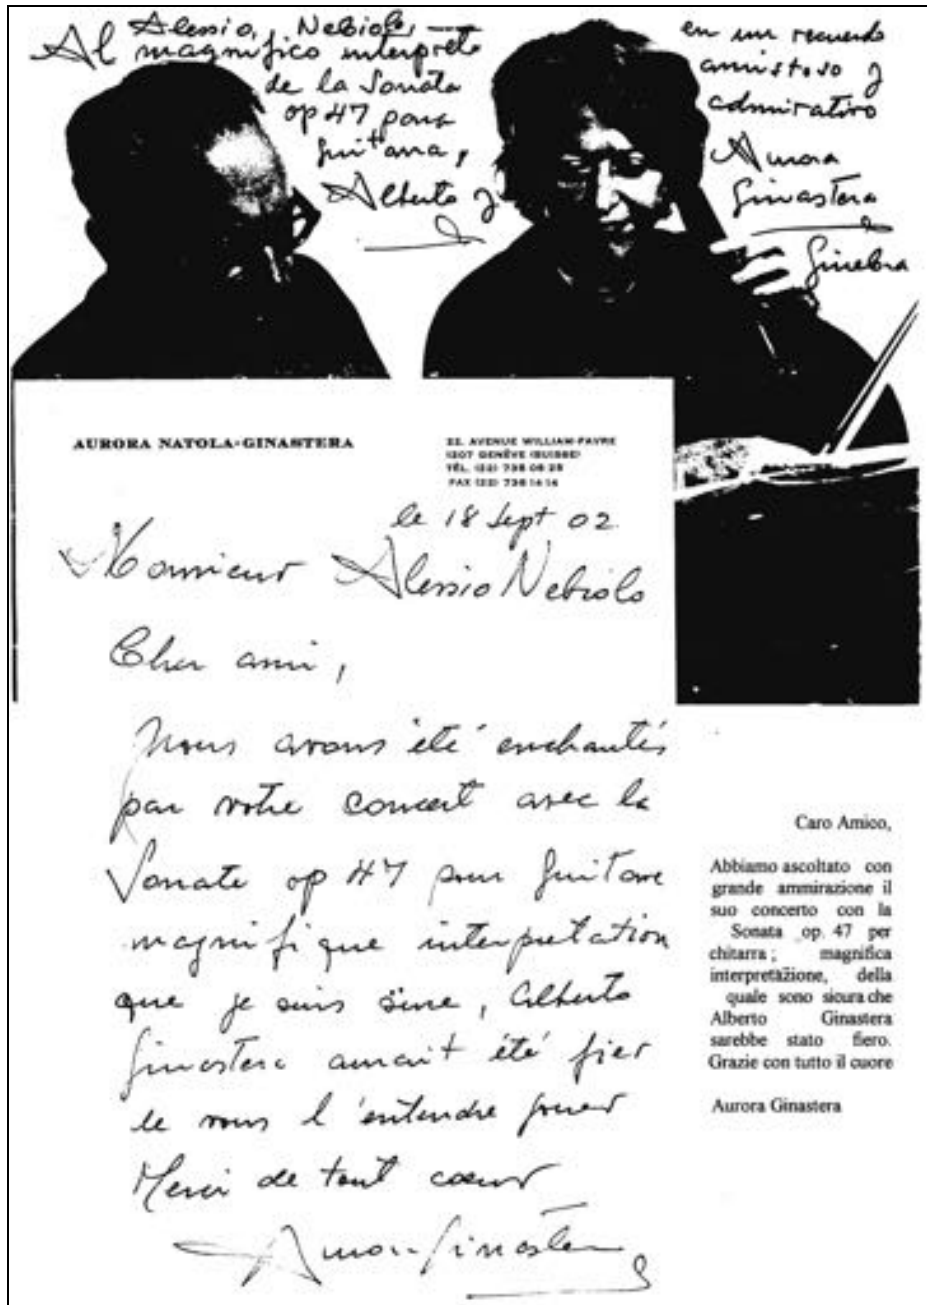 Al Alessio Nebiolo,
magnifico interprete
de la Sonata
op 47 para
guitarra,
Alberto y
en un recuerdo
amistoso y
admirativo
Aurora
Ginastera
Ginebra
AURORA NATOLA-GINASTERA
22, AVENUE WILLIAM-FAVRE
1207 GENÈVE (SUISSE)
TÉL. (22) 736 08 25
FAX (22) 736 14 14
le 18 Sept 02
Monsieur Alessio Nebiolo
Cher ami,
Nous avons été enchantés
par votre concert avec la
Sonate op 47 pour guitare
magnifique interpretation
que je suis sûre, Alberto
Ginastera aurait été fier
de vous l'entendre jouer
Merci de tout coeur
Aurora Ginastera
Caro Amico,
Abbiamo ascoltato con
grande ammirazione il
suo concerto con la
Sonata op. 47 per
chitarra ; magnifica
interpretazione, della
quale sono sicura che
Alberto Ginastera
sarebbe stato fiero.
Grazie con tutto il cuore
Aurora Ginastera